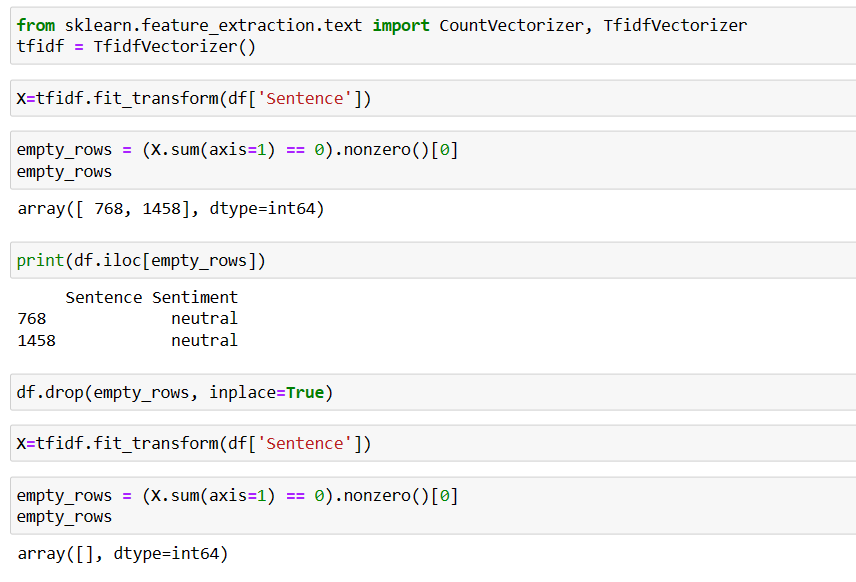 from sklearn.feature_extraction.text import CountVectorizer, TfidfVectorizer
tfidf = TfidfVectorizer()
X=tfidf.fit_transform(df['Sentence'])
empty_rows = (X.sum(axis=1) == 0).nonzero()[0]
empty_rows
array([ 768, 1458], dtype=int64)
print(df.iloc[empty_rows])
Sentence Sentiment
768 neutral
1458 neutral
df.drop(empty_rows, inplace=True)
X=tfidf.fit_transform(df['Sentence'])
empty_rows = (X.sum(axis=1) == 0).nonzero()[0]
empty_rows
array([], dtype=int64)